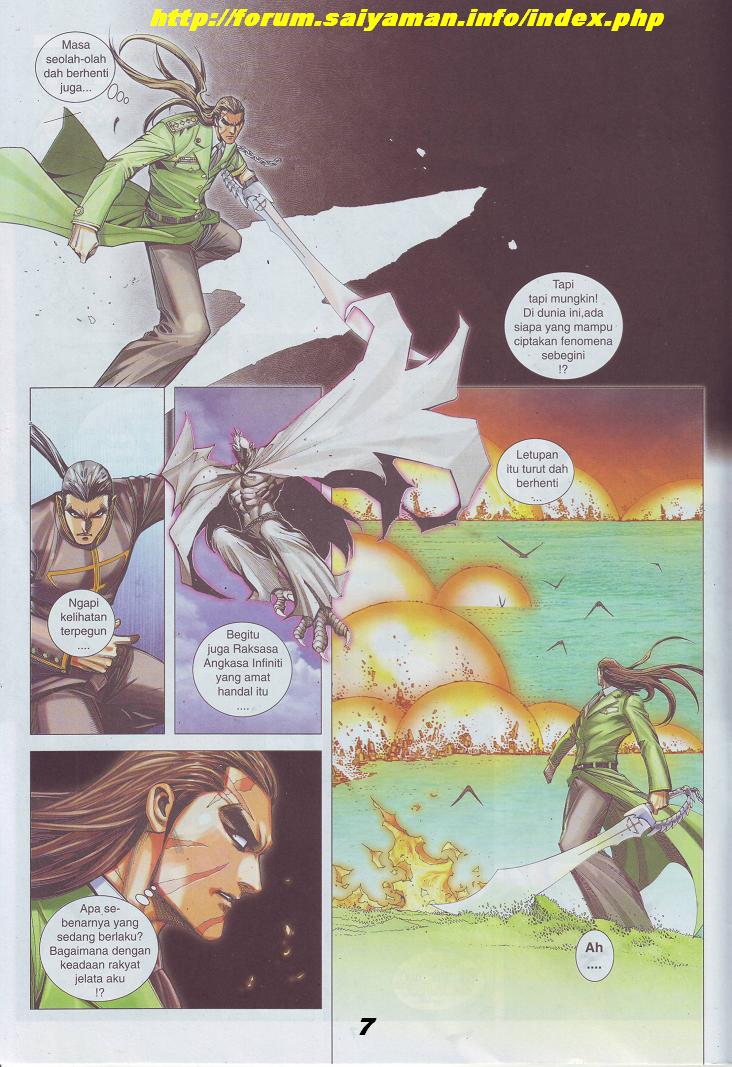 http://forum.saiyaman.info/index.php
Masa
seolah-olah
dah berhenti
juga...
Tapi
tapi mungkin!
Di dunia ini,ada
siapa yang mampu
ciptakan fenomena
sebegini
!?
Ngapi
kelihatan
terpegun
....
Begitu
juga Raksasa
Angkasa Infiniti
yang amat
handal itu
....
Letupan
itu turut dah
berhenti
...
Apa se-
benarnya yang
sedang berlaku?
Bagaimana dengan
keadaan rakyat
jelata aku
!?
Ah
....
7